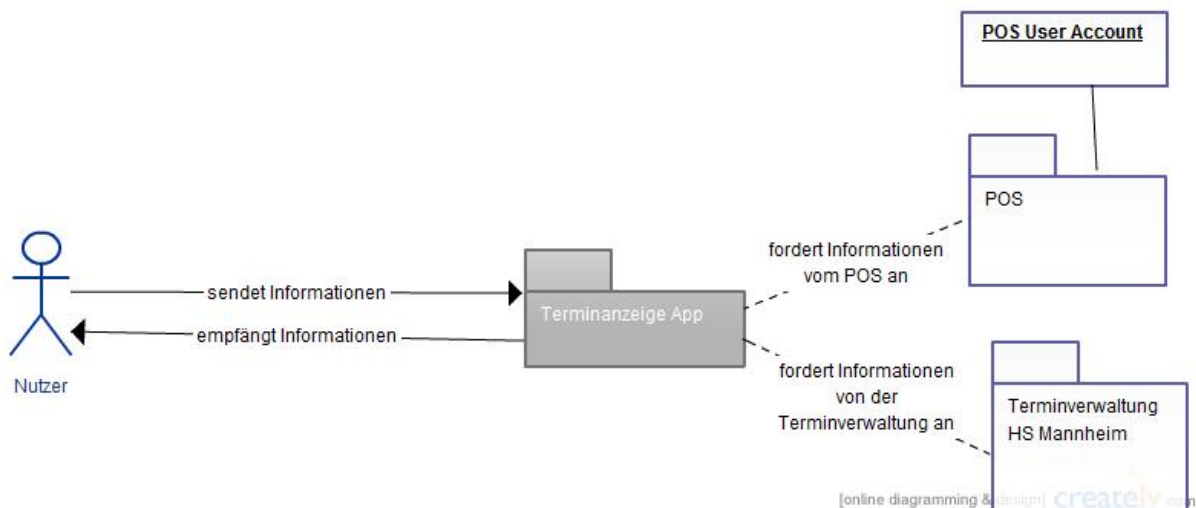 POS User Account
POS
fordert Informationen
vom POS an
sendet Informationen
Terminanzeige App
empfängt Informationen
Nutzer
fordert Informationen
von der
Terminverwaltung an
Terminverwaltung
HS Mannheim
[online diagramming & design] creately.com